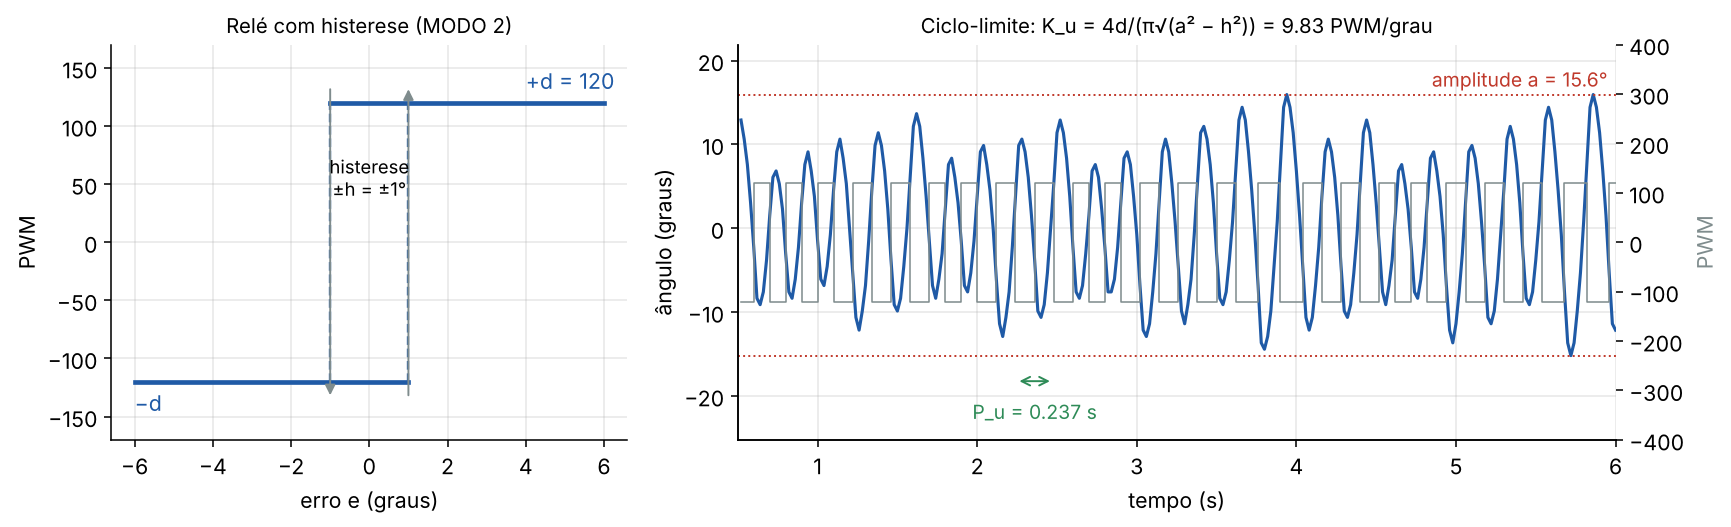 Relé com histerese (MODO 2)
PWM
150
100
50
0
−50
−100
−150
+d = 120
histerese
±h = ±1°
−d
−6 −4 −2 0 2 4 6
erro e (graus)
Ciclo-limite: K_u = 4d/(π√(a² − h²)) = 9.83 PWM/grau
ângulo (graus)
20
10
0
−10
−20
amplitude a = 15.6°
P_u = 0.237 s
1 2 3 4 5 6
tempo (s)
400
300
200
100
0
−100
−200
−300
−400
PWM